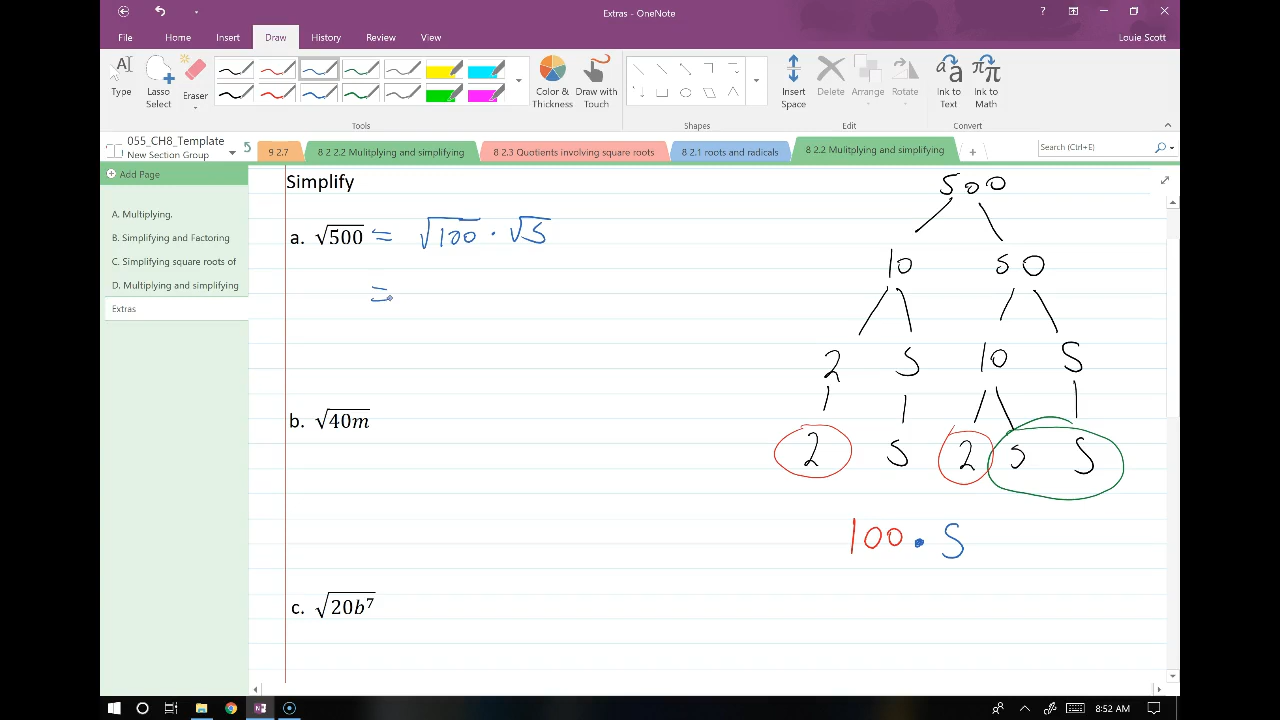 Extras - OneNote
?
File Home Insert Draw History Review View
Louie Scott
Type
Lasso Select
Eraser
Color & Thickness
Draw with Touch
Insert Space
Delete
Arrange
Rotate
Ink to Text
Ink to Math
Tools
Shapes
Edit
Convert
055_CH8_Template
New Section Group
9 2.7
8 2.2.2 Mulitplying and simplifying
8 2.3 Quotients involving square roots
8 2.1 roots and radicals
8 2.2 Mulitplying and simplifying
Search (Ctrl+E)
Add Page
A. Multiplying.
B. Simplifying and Factoring
C. Simplifying square roots of
D. Multiplying and simplifying
Extras
Simplify
a. √500 = √100 · √5
=
b. √40m
c. √20b⁷
500
10 50
2 5 10 5
2 5 2 5 5
100 · 5
8:52 AM